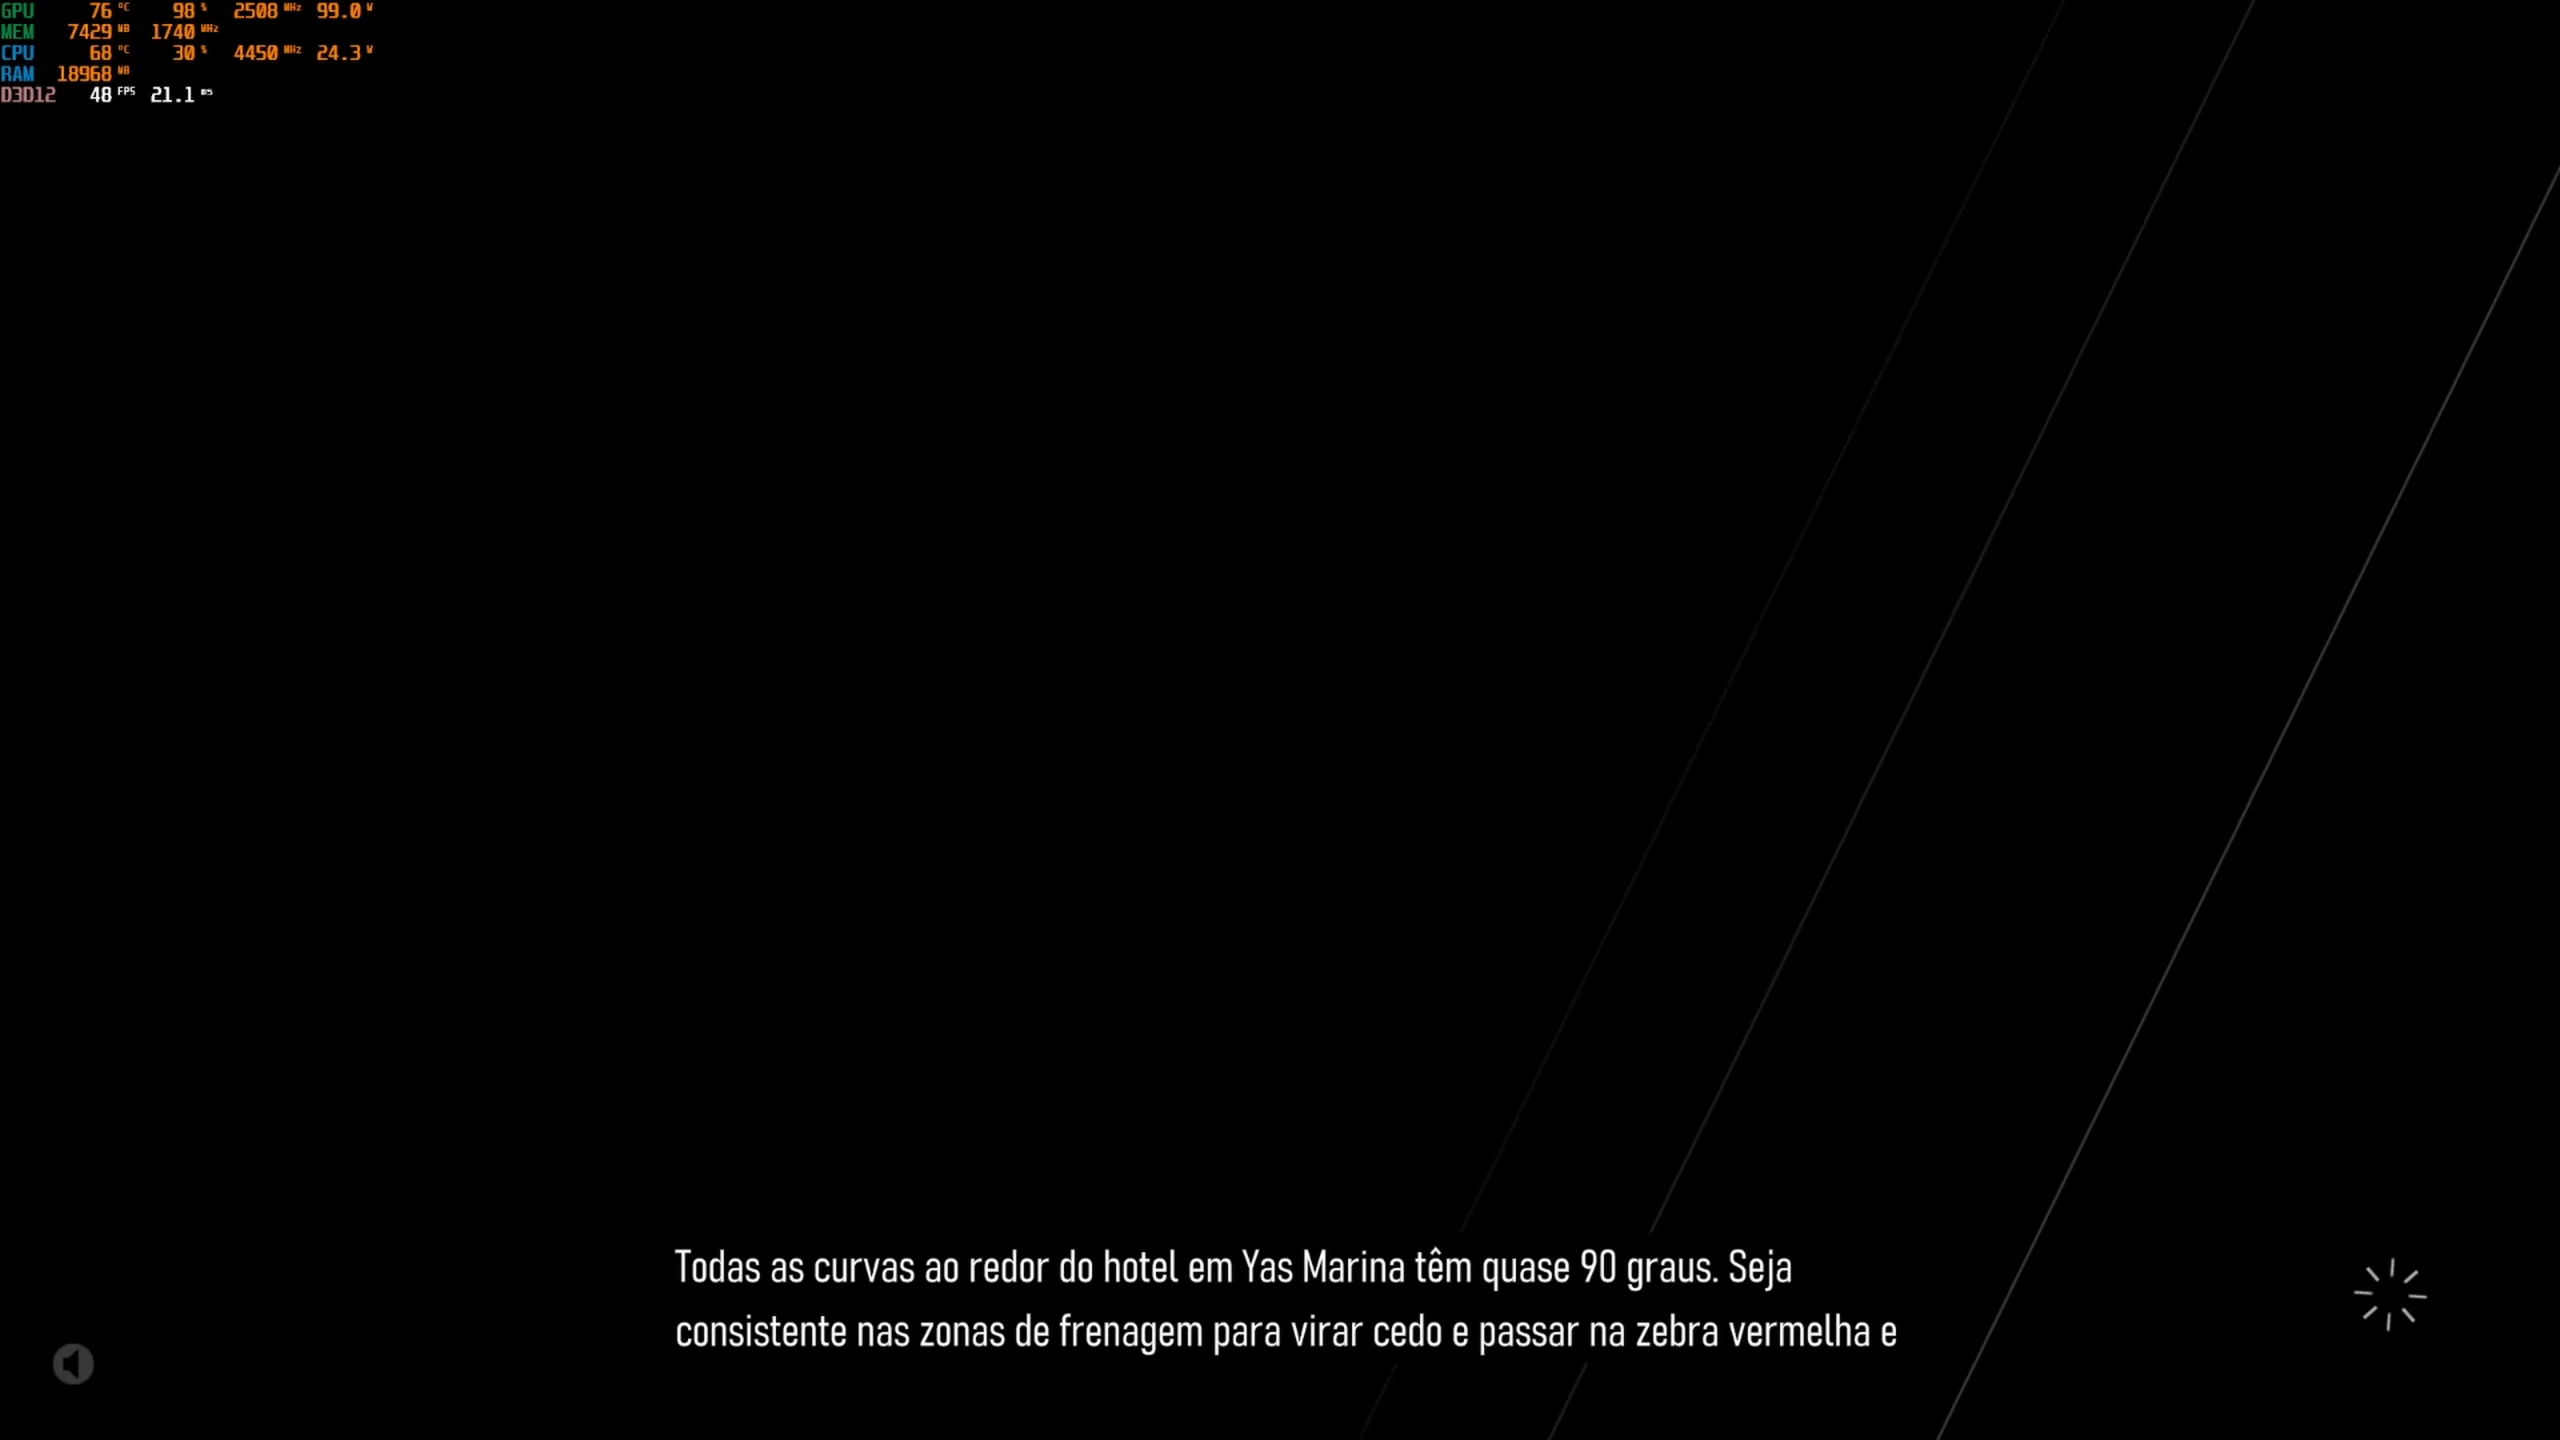 GPU 76 °C 98 % 2508 MHz 99.0 W
MEM 7429 MB 1740 MHz
CPU 68 °C 30 % 4450 MHz 24.3 W
RAM 18968 MB
D3D12 48 FPS 21.1 ms
Todas as curvas ao redor do hotel em Yas Marina têm quase 90 graus. Seja
consistente nas zonas de frenagem para virar cedo e passar na zebra vermelha e